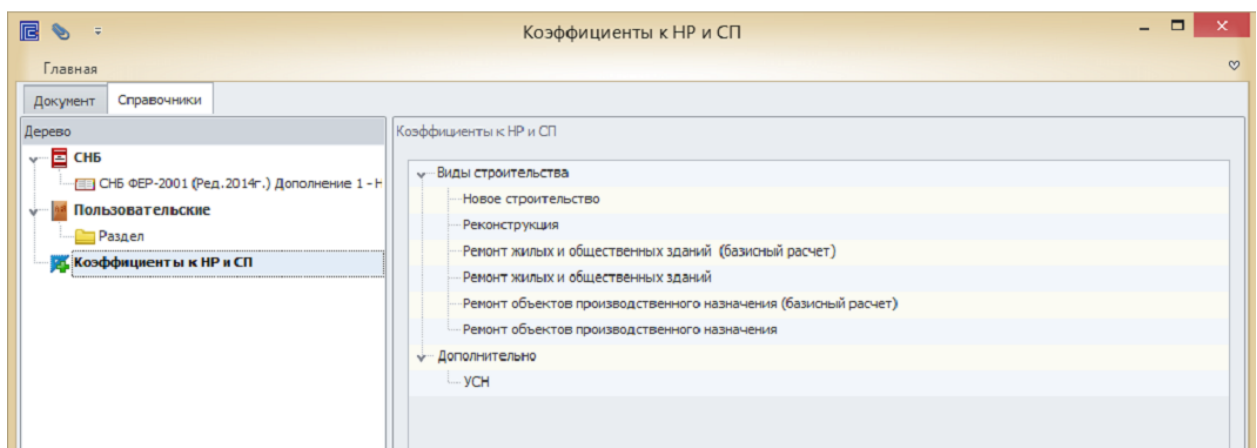 Коэффициенты к НР и СП
Главная
Документ Справочники
Дерево
СНБ
СНБ ФЕР-2001 (Ред.2014г.) Дополнение 1 - Н
Пользовательские
Раздел
Коэффициенты к НР и СП
Коэффициенты к НР и СП
Виды строительства
Новое строительство
Реконструкция
Ремонт жилых и общественных зданий (базисный расчет)
Ремонт жилых и общественных зданий
Ремонт объектов производственного назначения (базисный расчет)
Ремонт объектов производственного назначения
Дополнительно
УСН